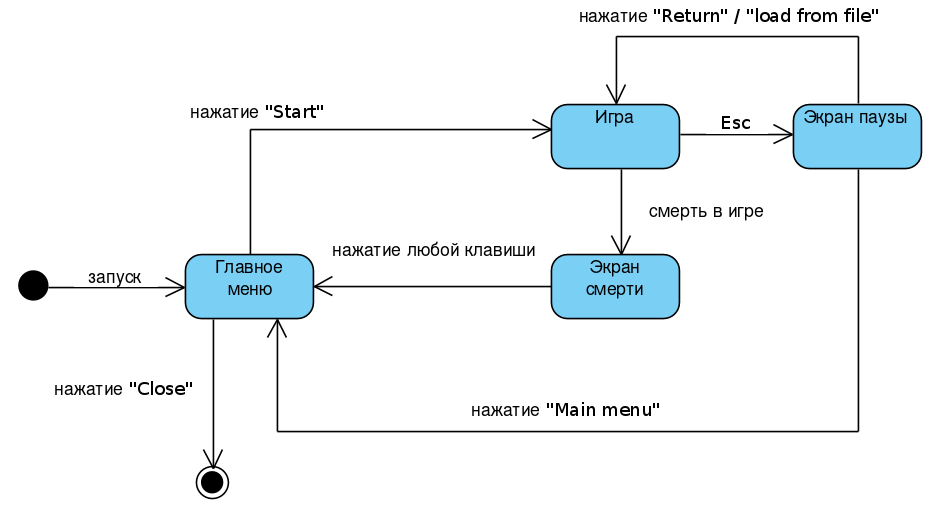 нажатие "Return" / "load from file"
нажатие "Start"
Игра
Esc
Экран паузы
смерть в игре
нажатие любой клавиши
запуск
Главное
меню
Экран
смерти
нажатие "Close"
нажатие "Main menu"